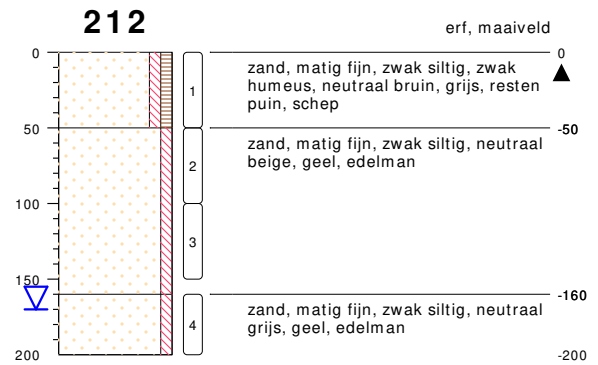 212
erf, maaiveld
0
0
zand, matig fijn, zwak siltig, zwak
humeus, neutraal bruin, grijs, resten
puin, schep
1
50
-50
zand, matig fijn, zwak siltig, neutraal
beige, geel, edelman
2
100
3
150
-160
zand, matig fijn, zwak siltig, neutraal
grijs, geel, edelman
4
200
-200